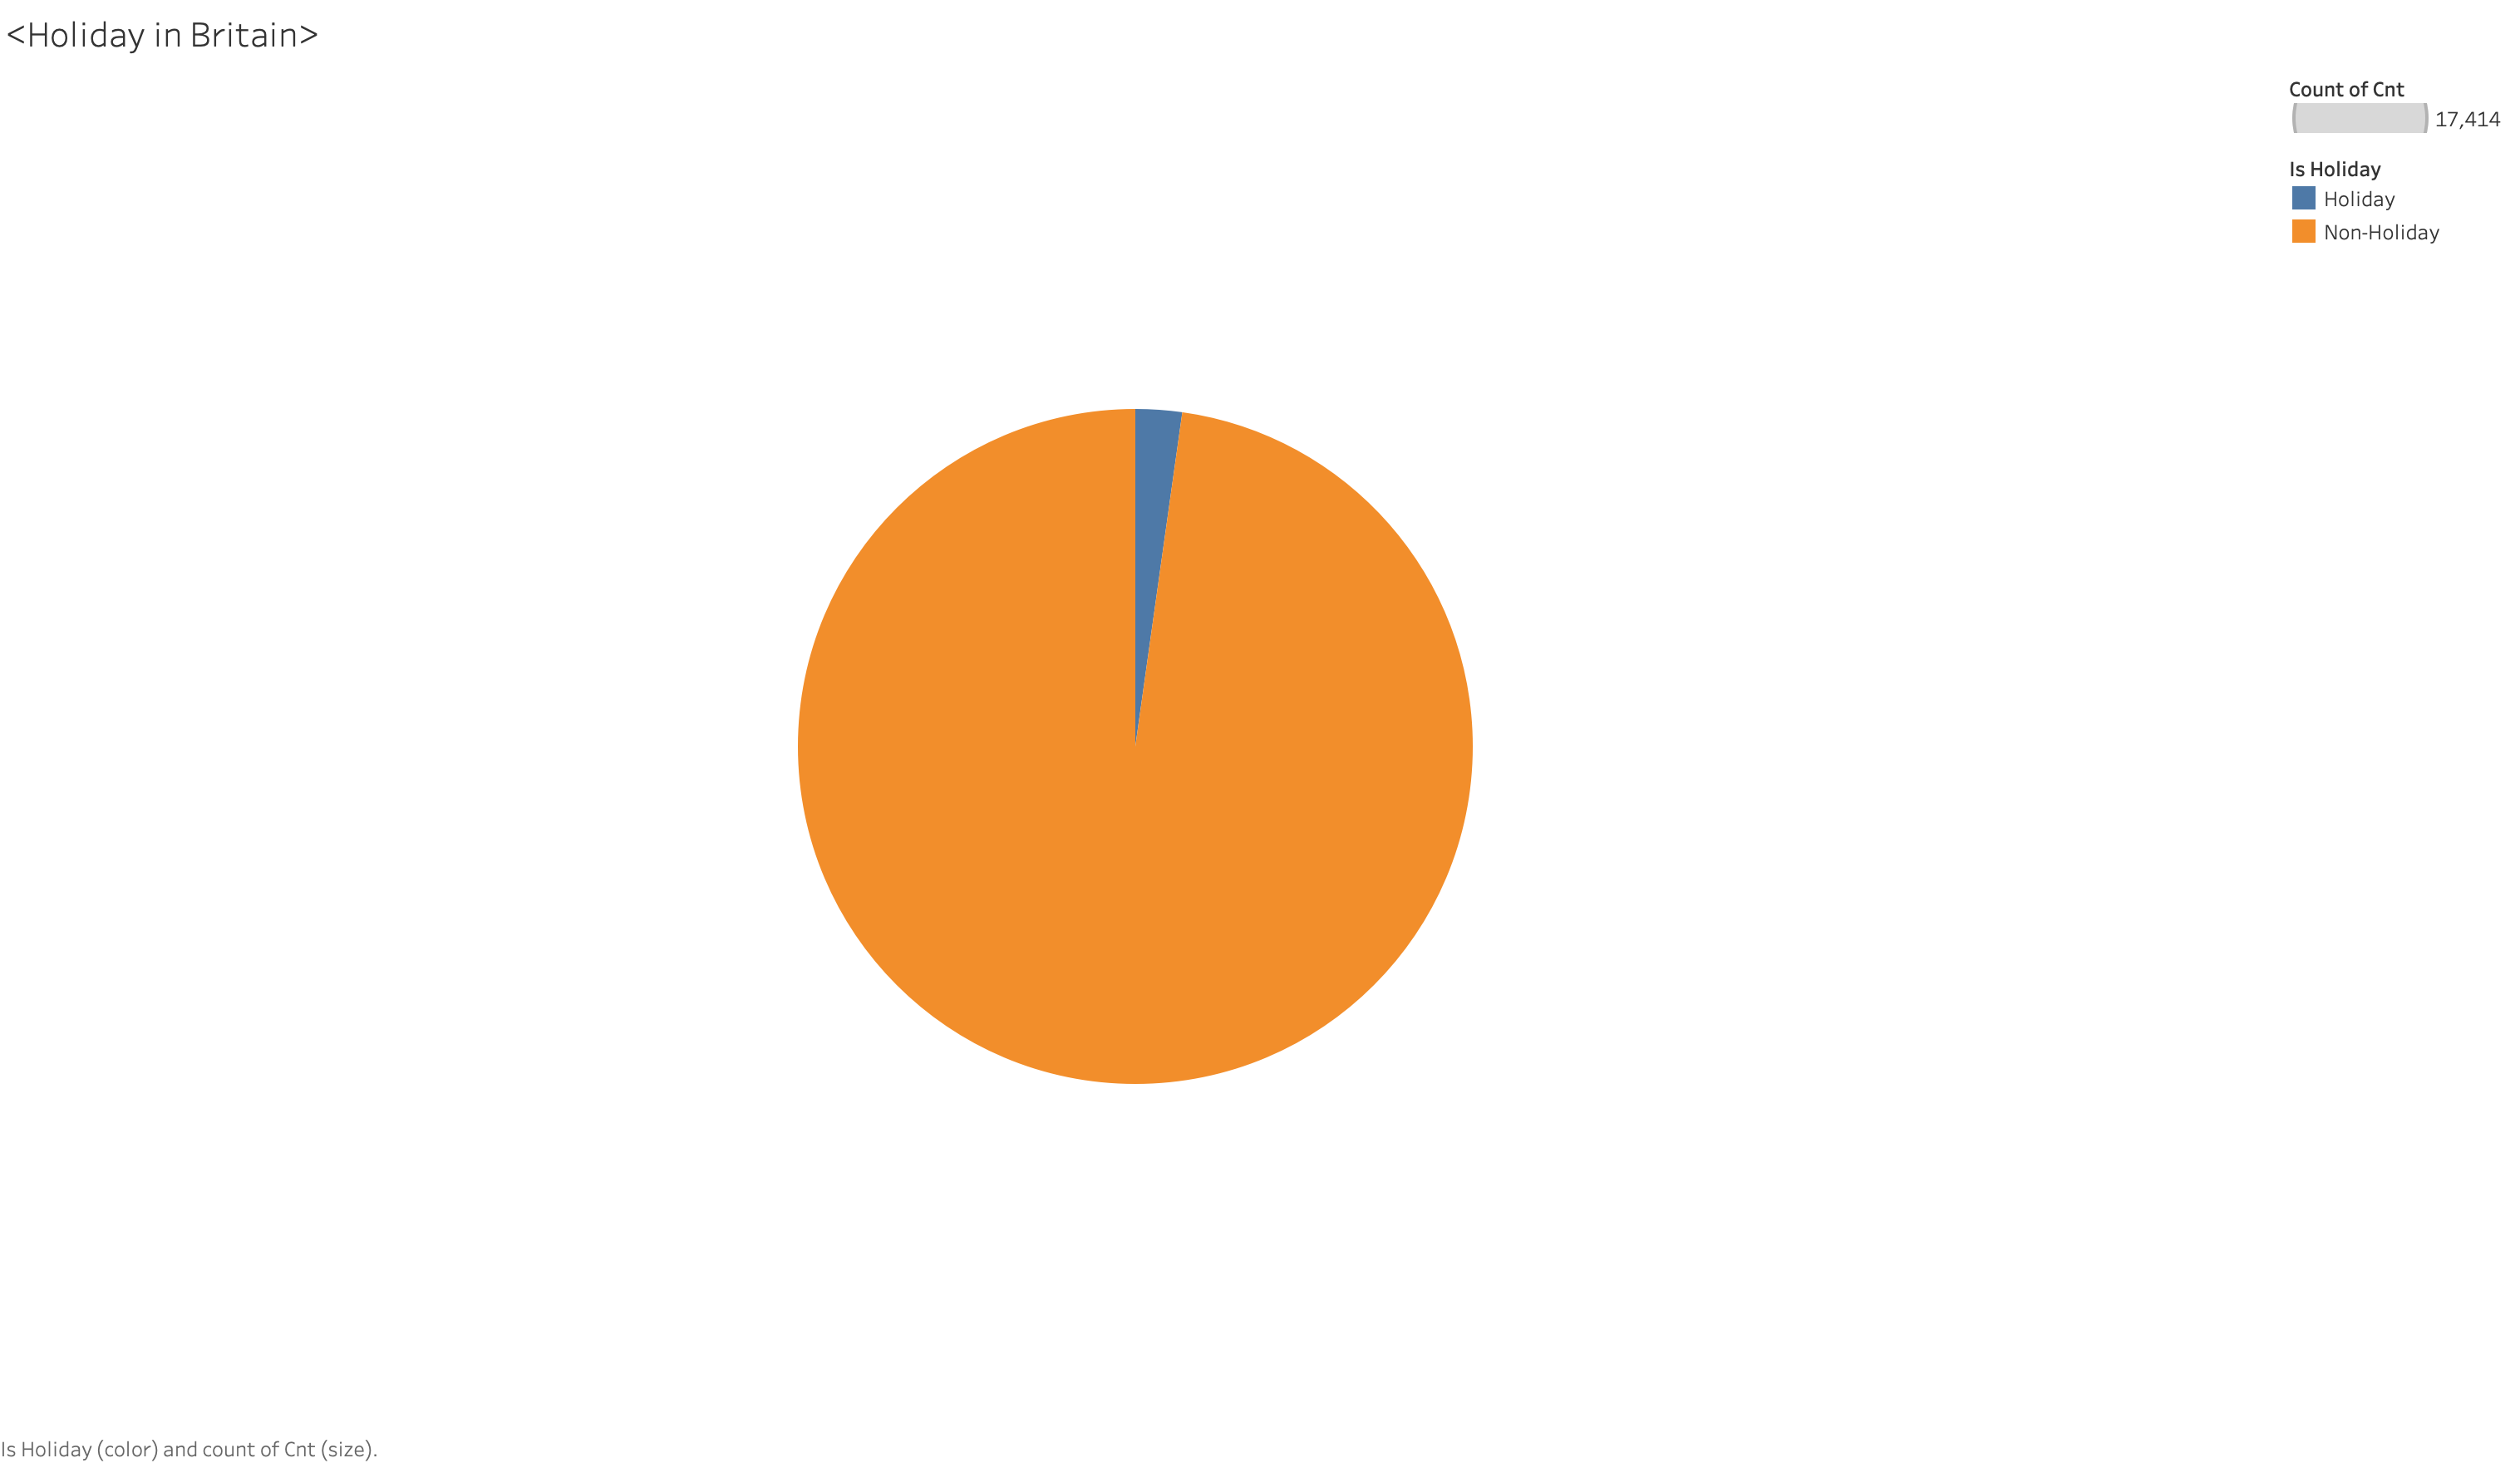 <Holiday in Britain>
Count of Cnt
17,414
Is Holiday
Holiday
Non-Holiday
Is Holiday (color) and count of Cnt (size).